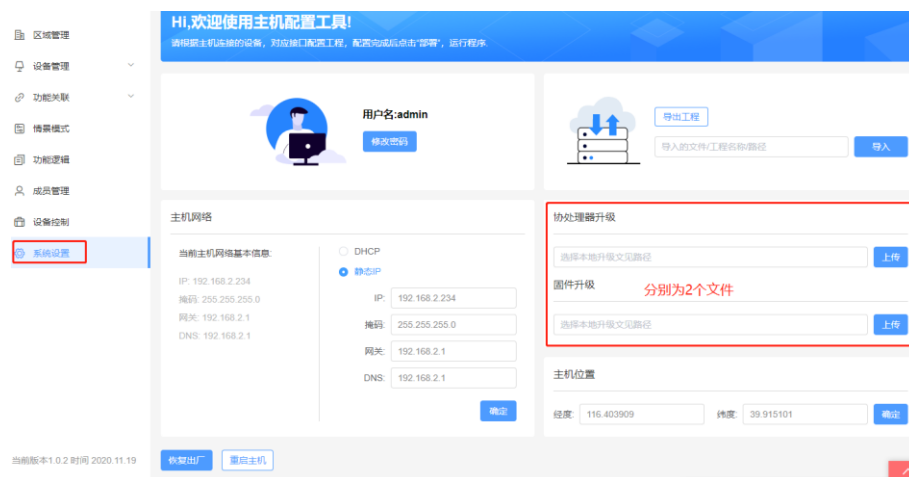 Hi,欢迎使用主机配置工具!
请根据主机连接的设备，对应接口配置工程，配置完成后点击"部署"，运行程序.
区域管理
设备管理
功能关联
情景模式
功能逻辑
成员管理
设备控制
系统设置
用户名:admin
修改密码
导出工程
导入的文件/工程名称/路径
导入
主机网络
当前主机网络基本信息:
IP: 192.168.2.234
掩码: 255.255.255.0
网关: 192.168.2.1
DNS: 192.168.2.1
DHCP
静态IP
IP: 192.168.2.234
掩码: 255.255.255.0
网关: 192.168.2.1
DNS: 192.168.2.1
确定
协处理器升级
选择本地升级文见路径
上传
固件升级
分别为2个文件
选择本地升级文见路径
上传
主机位置
经度: 116.403909
纬度: 39.915101
确定
当前版本1.0.2 时间 2020.11.19
恢复出厂
重启主机